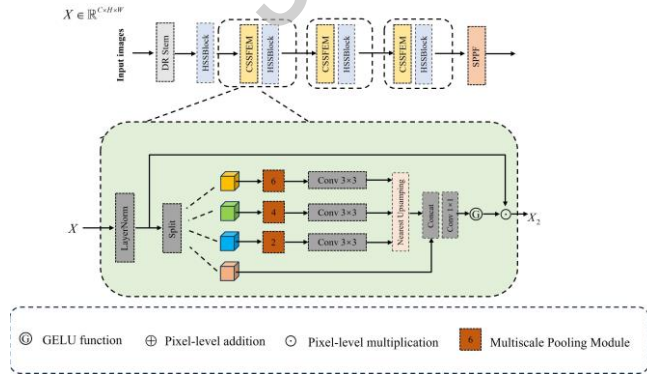 X ∈ ℝ^{C×H×W}
Input images
DR Stem
HSSBlock
CSSFEM
HSSBlock
CSSFEM
HSSBlock
CSSFEM
HSSBlock
SPPF
X
LayerNorm
Split
6
Conv 3×3
4
Conv 3×3
2
Conv 3×3
Nearest Upsamping
Concat
Conv 1×1
G
X₂
G GELU function
⊕ Pixel-level addition
⊙ Pixel-level multiplication
6 Multiscale Pooling Module